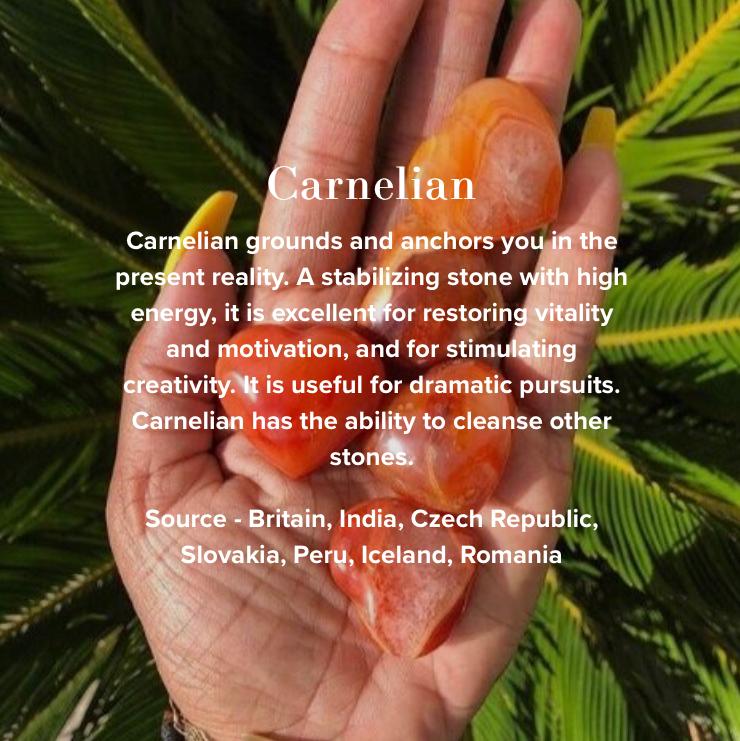 Carnelian
Carnelian grounds and anchors you in the
present reality. A stabilizing stone with high
energy, it is excellent for restoring vitality
and motivation, and for stimulating
creativity. It is useful for dramatic pursuits.
Carnelian has the ability to cleanse other
stones.
Source - Britain, India, Czech Republic,
Slovakia, Peru, Iceland, Romania